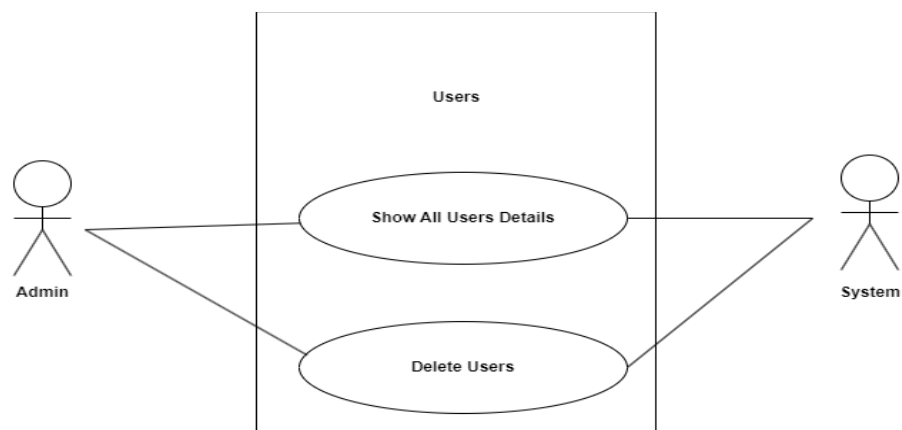 Users
Show All Users Details
Admin
System
Delete Users